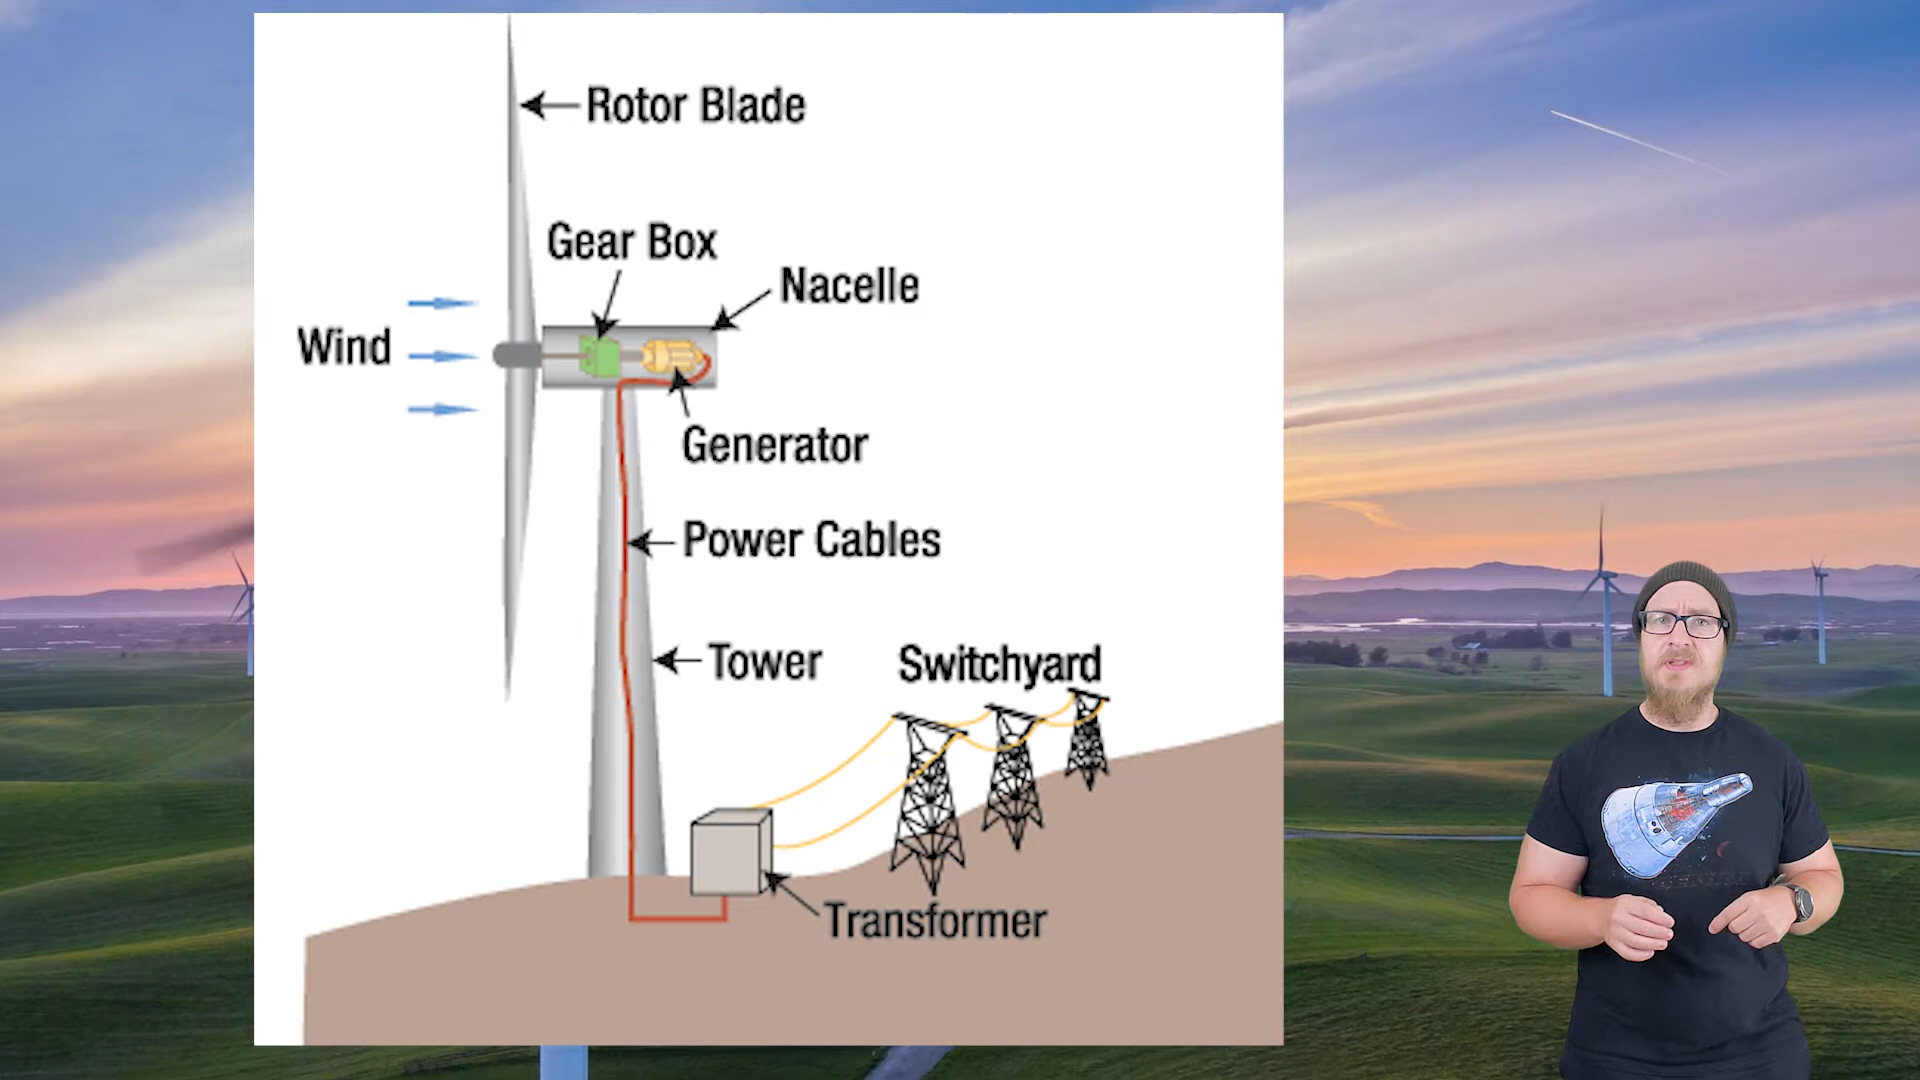 Rotor Blade
Gear Box
Nacelle
Wind
Generator
Power Cables
Tower
Switchyard
Transformer